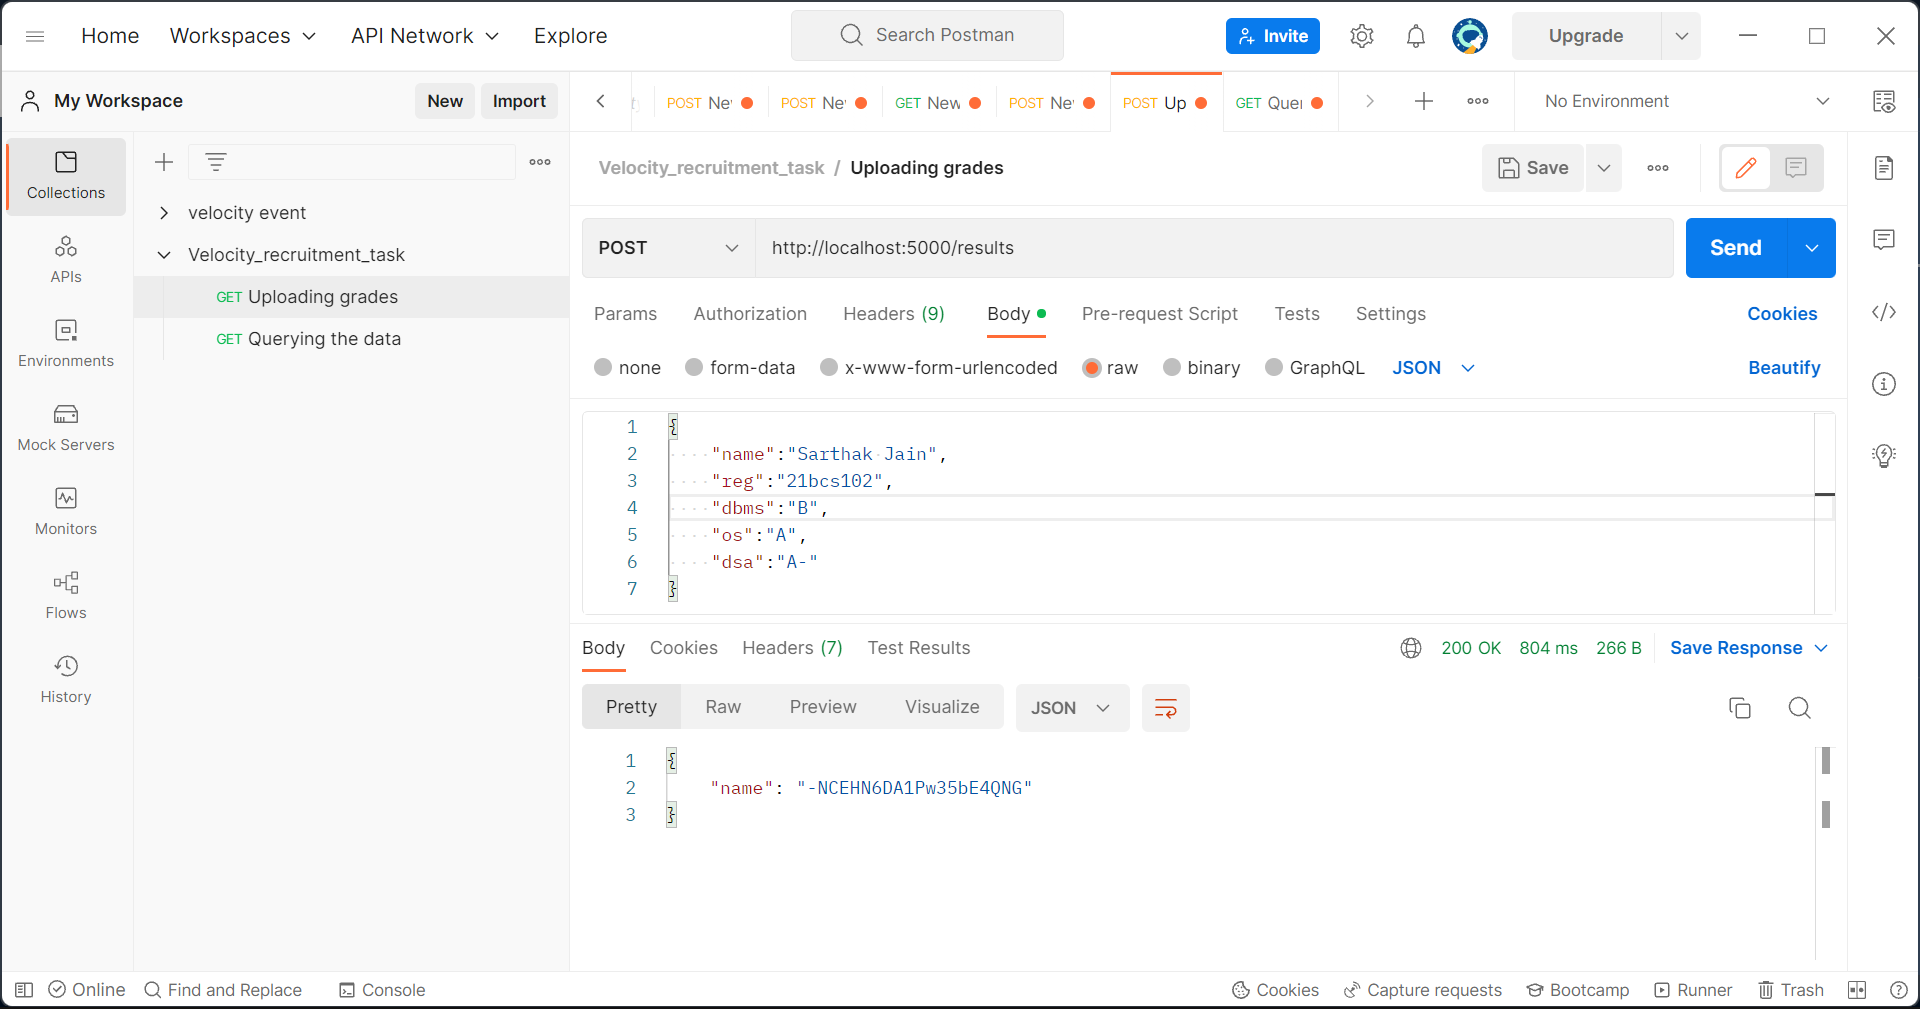 Home Workspaces API Network Explore Search Postman Invite Upgrade
My Workspace New Import
POST Ne POST Ne GET New POST Ne POST Up GET Que No Environment
Collections
APIs
Environments
Mock Servers
Monitors
Flows
History
velocity event
Velocity_recruitment_task
GET Uploading grades
GET Querying the data
Velocity_recruitment_task / Uploading grades Save
POST http://localhost:5000/results Send
Params Authorization Headers (9) Body Pre-request Script Tests Settings Cookies
none form-data x-www-form-urlencoded raw binary GraphQL JSON Beautify
1 {
2 "name":"Sarthak Jain",
3 "reg":"21bcs102",
4 "dbms":"B",
5 "os":"A",
6 "dsa":"A-"
7 }
Body Cookies Headers (7) Test Results 200 OK 804 ms 266 B Save Response
Pretty Raw Preview Visualize JSON
1 {
2 "name": "-NCEHN6DA1Pw35bE4QNG"
3 }
Online Find and Replace Console Cookies Capture requests Bootcamp Runner Trash